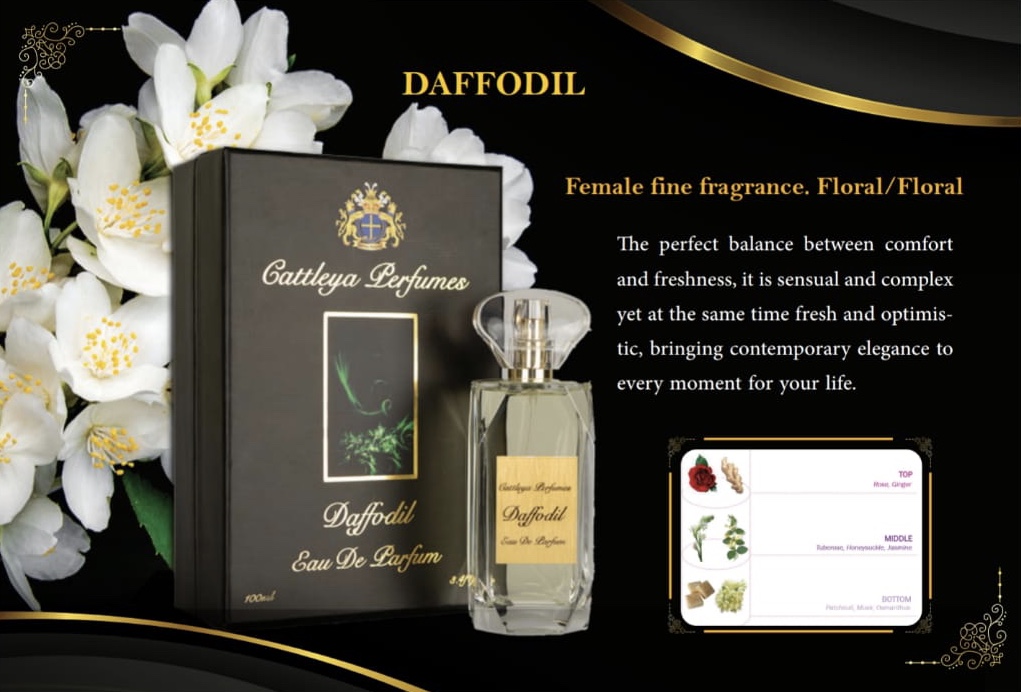 DAFFODIL
Female fine fragrance. Floral/Floral
The perfect balance between comfort
and freshness, it is sensual and complex
yet at the same time fresh and optimis-
tic, bringing contemporary elegance to
every moment for your life.
Cattleya Perfumes
Daffodil
Eau De Parfum
100ml
Cattleya Perfumes
Daffodil
Eau De Parfum
TOP
Rose, Ginger
MIDDLE
Tuberose, Honeysuckle, Jasmine
BOTTOM
Patchouli, Musk, Osmanthus